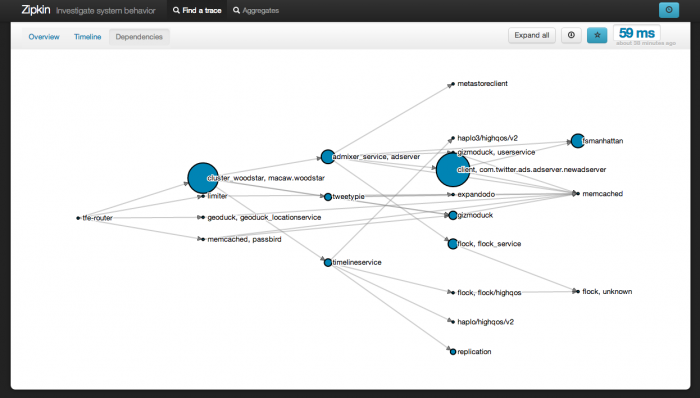 Zipkin Investigate system behavior Find a trace Aggregates
Overview Timeline Dependencies Expand all 59 ms
about 36 minutes ago
metastoreclient
haplo3/highqos/v2
fsmanhattan
admixer_service, adserver
gizmoduck, userservice
client, com.twitter.ads.adserver.newadserver
cluster_woodstar, macaw.woodstar
limiter
tweetypie
expandodo
memcached
tfe-router
geoduck, geoduck_locationservice
gizmoduck
memcached, passbird
flock, flock_service
timelineservice
flock, flock/highqos
flock, unknown
haplo/highqos/v2
replication